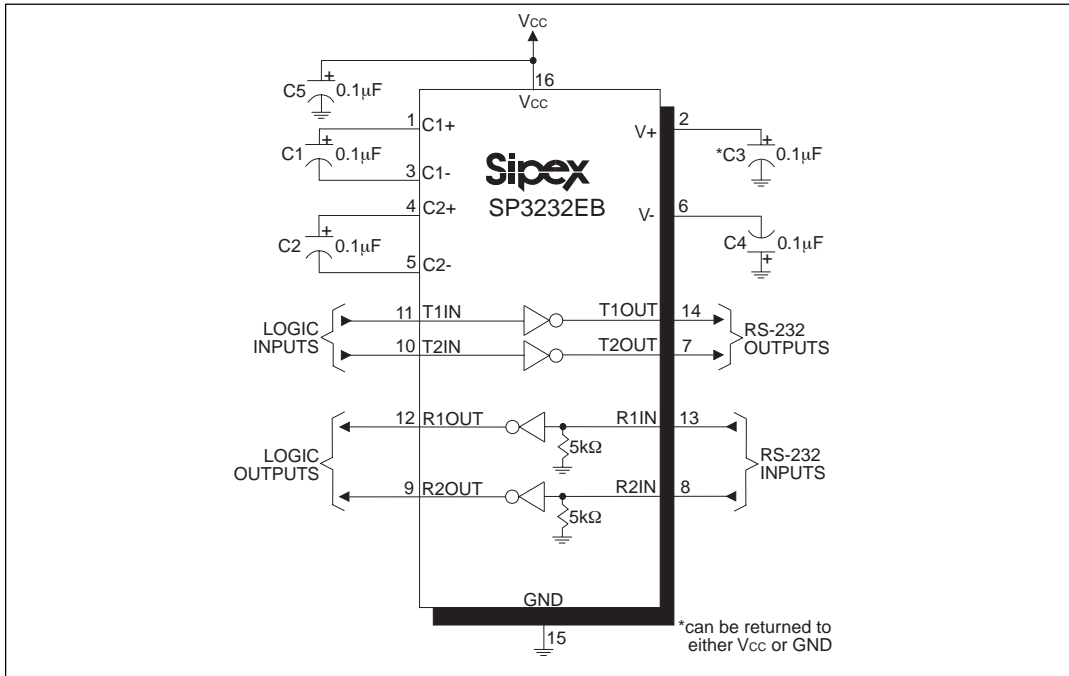 VCC
16
VCC
C5
+
0.1µF
1
C1+
C1
+
0.1µF
3
C1-
4
C2+
C2
+
0.1µF
5
C2-
Sipex
SP3232EB
V+
2
*C3
+
0.1µF
V-
6
C4
0.1µF
+
LOGIC
INPUTS
11
T1IN
T1OUT
14
10
T2IN
T2OUT
7
RS-232
OUTPUTS
LOGIC
OUTPUTS
12
R1OUT
R1IN
13
5kΩ
9
R2OUT
R2IN
8
5kΩ
RS-232
INPUTS
GND
15
*can be returned to
either VCC or GND